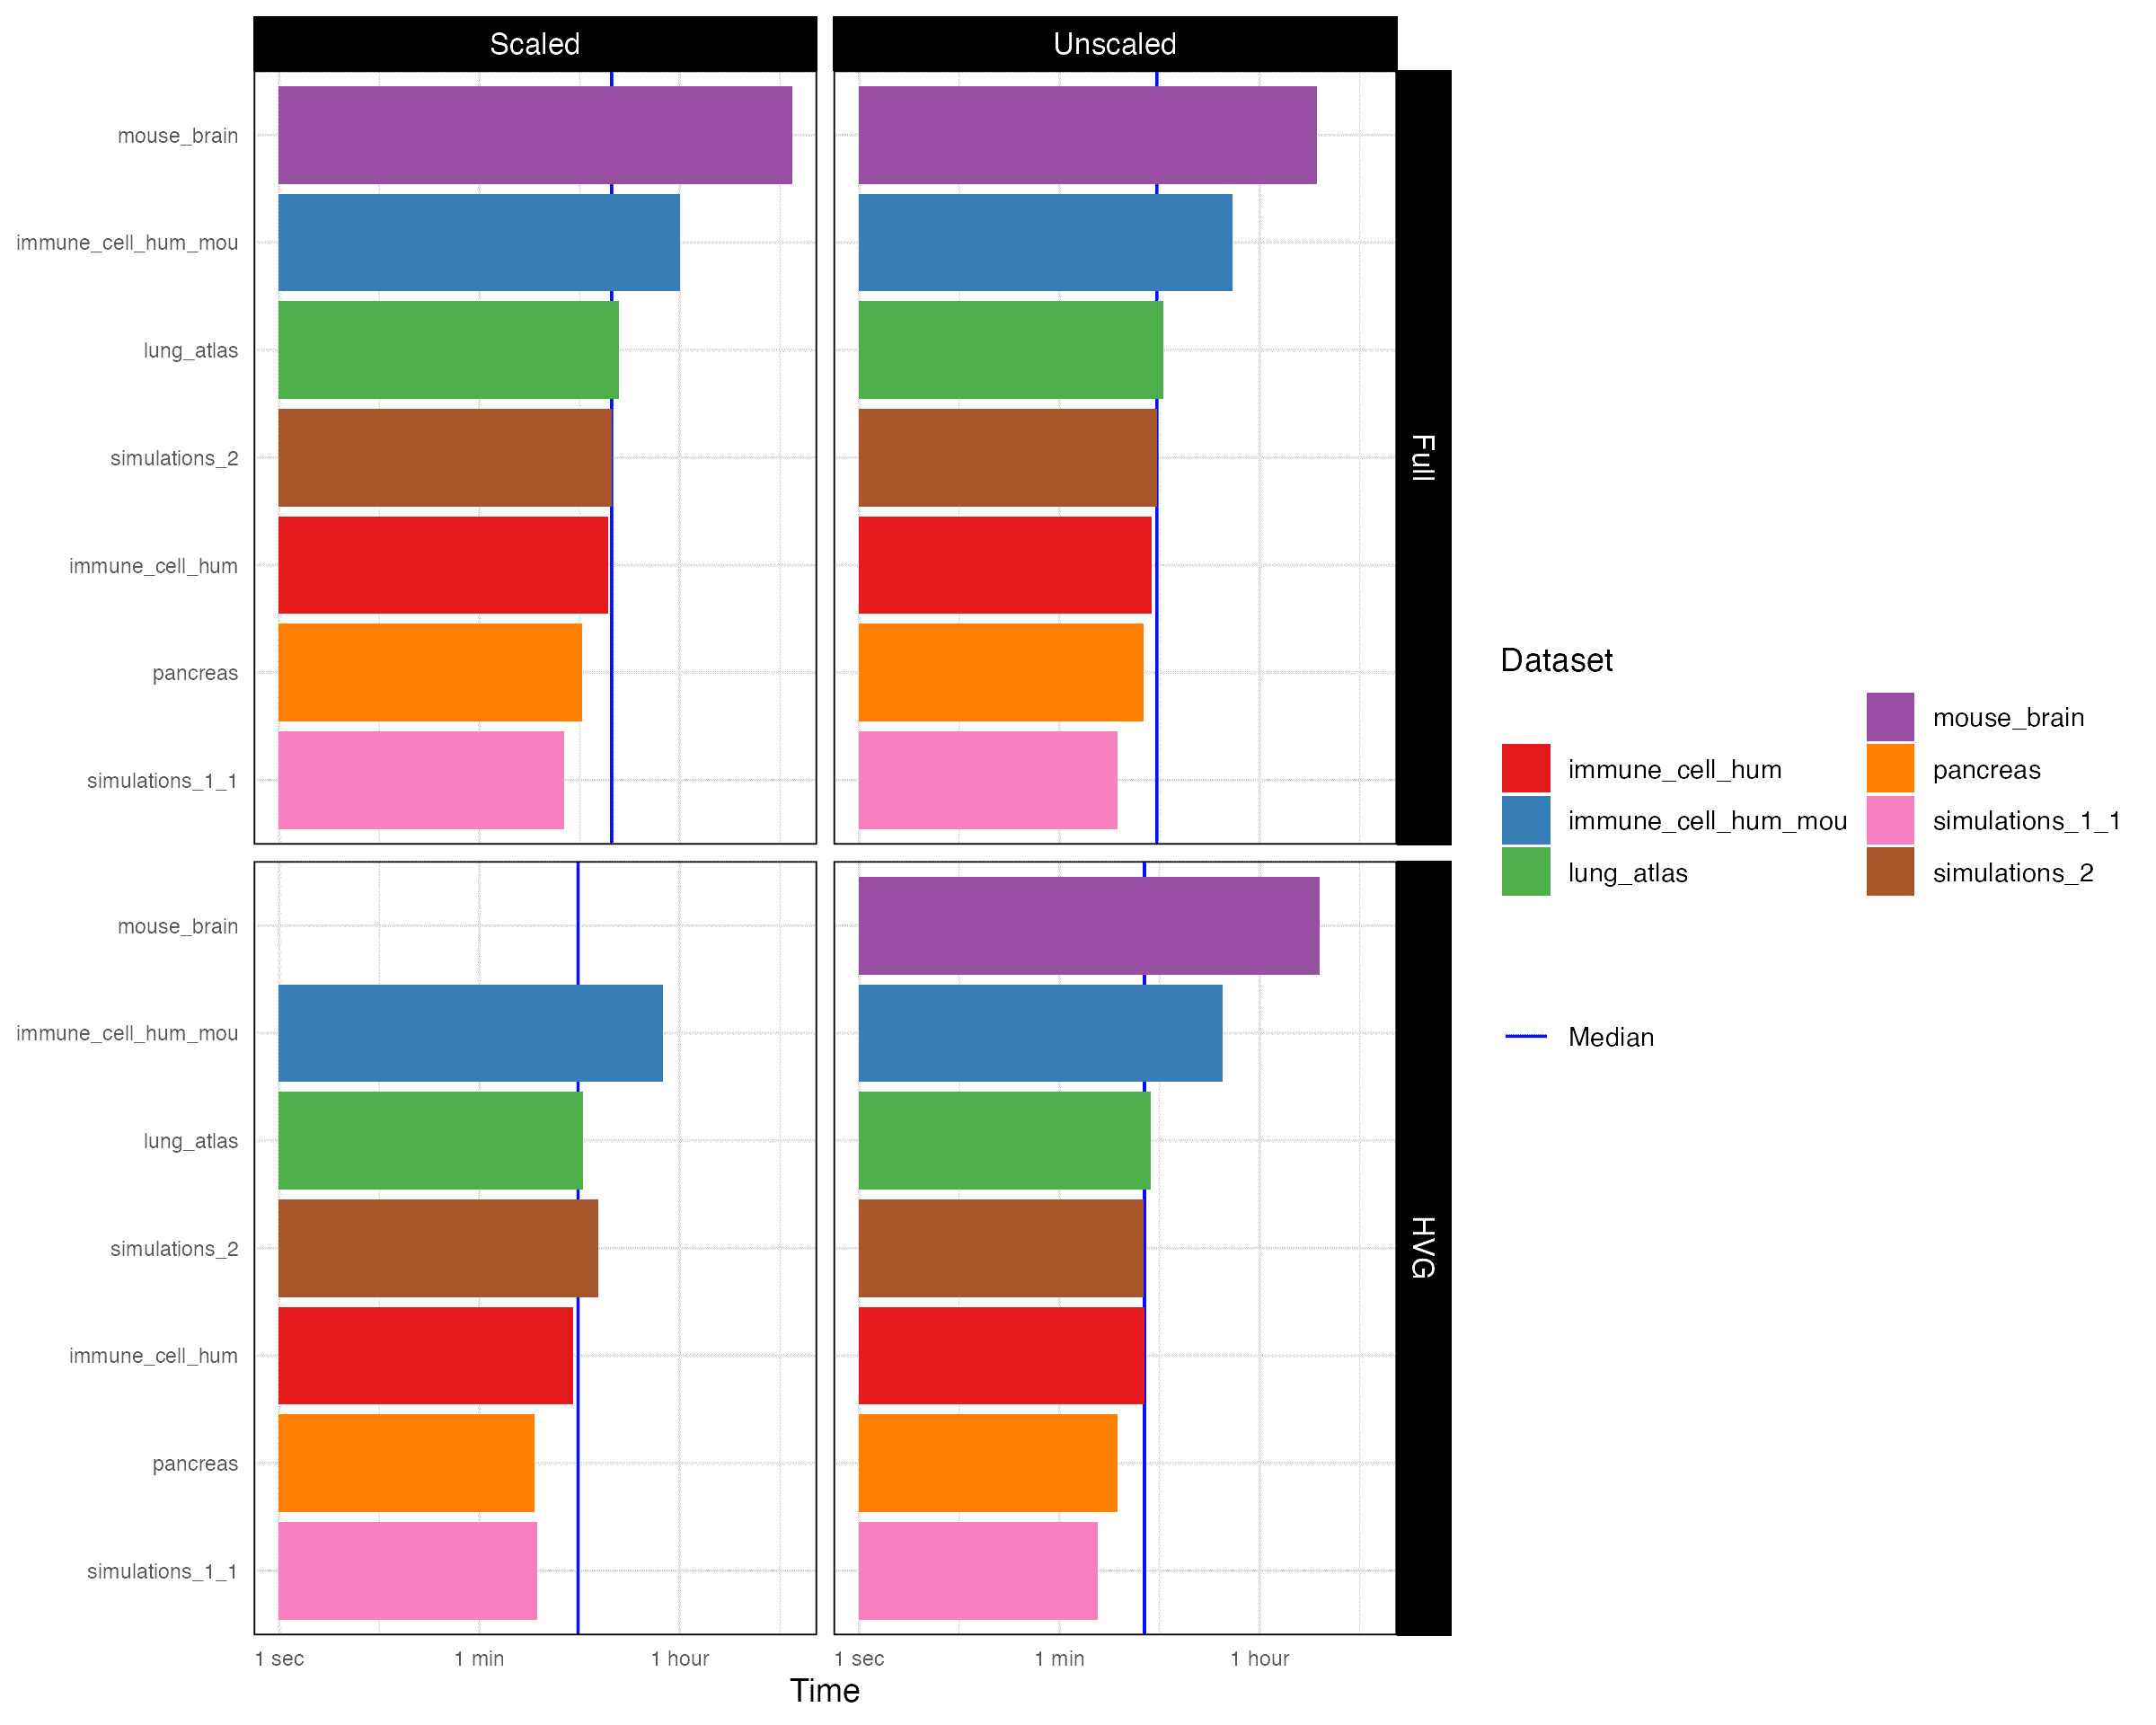 Scaled
Unscaled
mouse_brain
immune_cell_hum_mou
lung_atlas
simulations_2
immune_cell_hum
pancreas
simulations_1_1
Full
mouse_brain
immune_cell_hum_mou
lung_atlas
simulations_2
immune_cell_hum
pancreas
simulations_1_1
HVG
1 sec
1 min
1 hour
1 sec
1 min
1 hour
Time
Dataset
immune_cell_hum
immune_cell_hum_mou
lung_atlas
mouse_brain
pancreas
simulations_1_1
simulations_2
Median